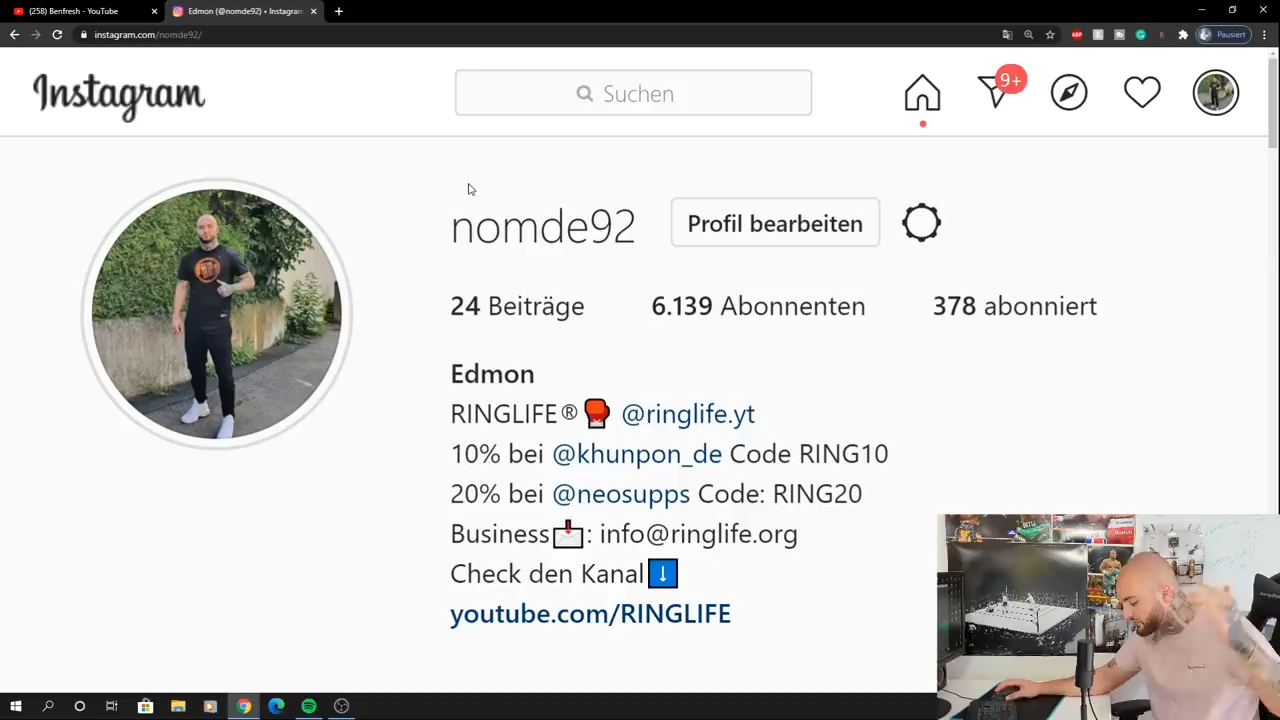 (258) Benfresh - YouTube
Edmon (@nomde92) • Instagram
instagram.com/nomde92/
ABP
Pausiert
Instagram
Suchen
9+
nomde92
Profil bearbeiten
24 Beiträge
6.139 Abonnenten
378 abonniert
Edmon
RINGLIFE®🥊 @ringlife.yt
10% bei @khunpon_de Code RING10
20% bei @neosupps Code: RING20
Business📩: info@ringlife.org
Check den Kanal⬇️
youtube.com/RINGLIFE